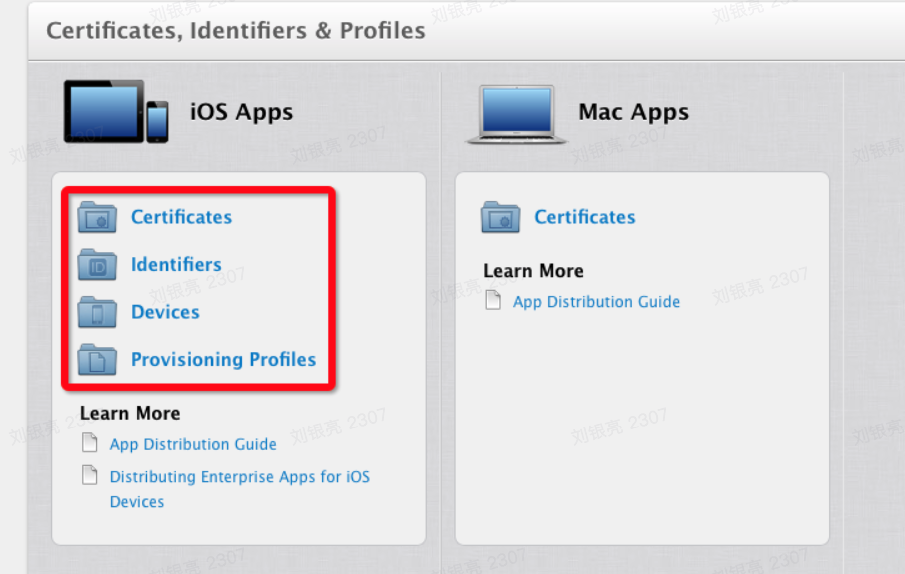 Certificates, Identifiers & Profiles
iOS Apps
Certificates
ID
Identifiers
Devices
Provisioning Profiles
Learn More
App Distribution Guide
Distributing Enterprise Apps for iOS
Devices
Mac Apps
Certificates
Learn More
App Distribution Guide
刘银亮 2307